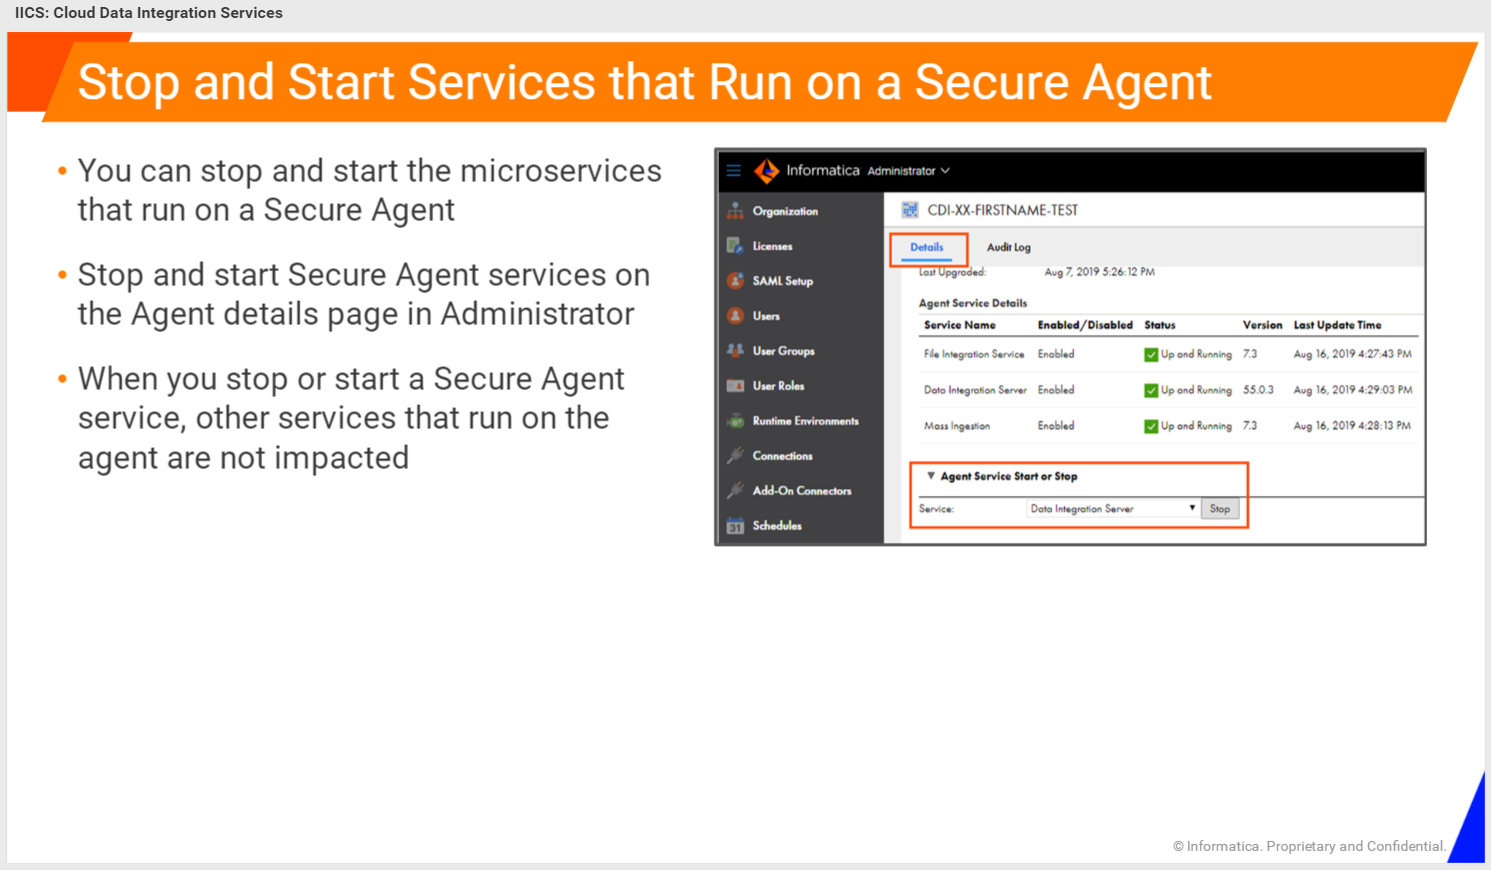 IICS: Cloud Data Integration Services
Stop and Start Services that Run on a Secure Agent
• You can stop and start the microservices
that run on a Secure Agent
• Stop and start Secure Agent services on
the Agent details page in Administrator
• When you stop or start a Secure Agent
service, other services that run on the
agent are not impacted
Informatica Administrator
Organization
Licenses
SAML Setup
Users
User Groups
User Roles
Runtime Environments
Connections
Add-On Connectors
31 Schedules
CDI-XX-FIRSTNAME-TEST
Details Audit Log
Last Upgraded: Aug 7, 2019 5:26:12 PM
Agent Service Details
Service Name Enabled/Disabled Status Version Last Update Time
File Integration Service Enabled Up and Running 7.3 Aug 16, 2019 4:27:43 PM
Data Integration Server Enabled Up and Running 55.0.3 Aug 16, 2019 4:29:03 PM
Mass Ingestion Enabled Up and Running 7.3 Aug 16, 2019 4:28:13 PM
Agent Service Start or Stop
Service: Data Integration Server Stop
© Informatica. Proprietary and Confidential.